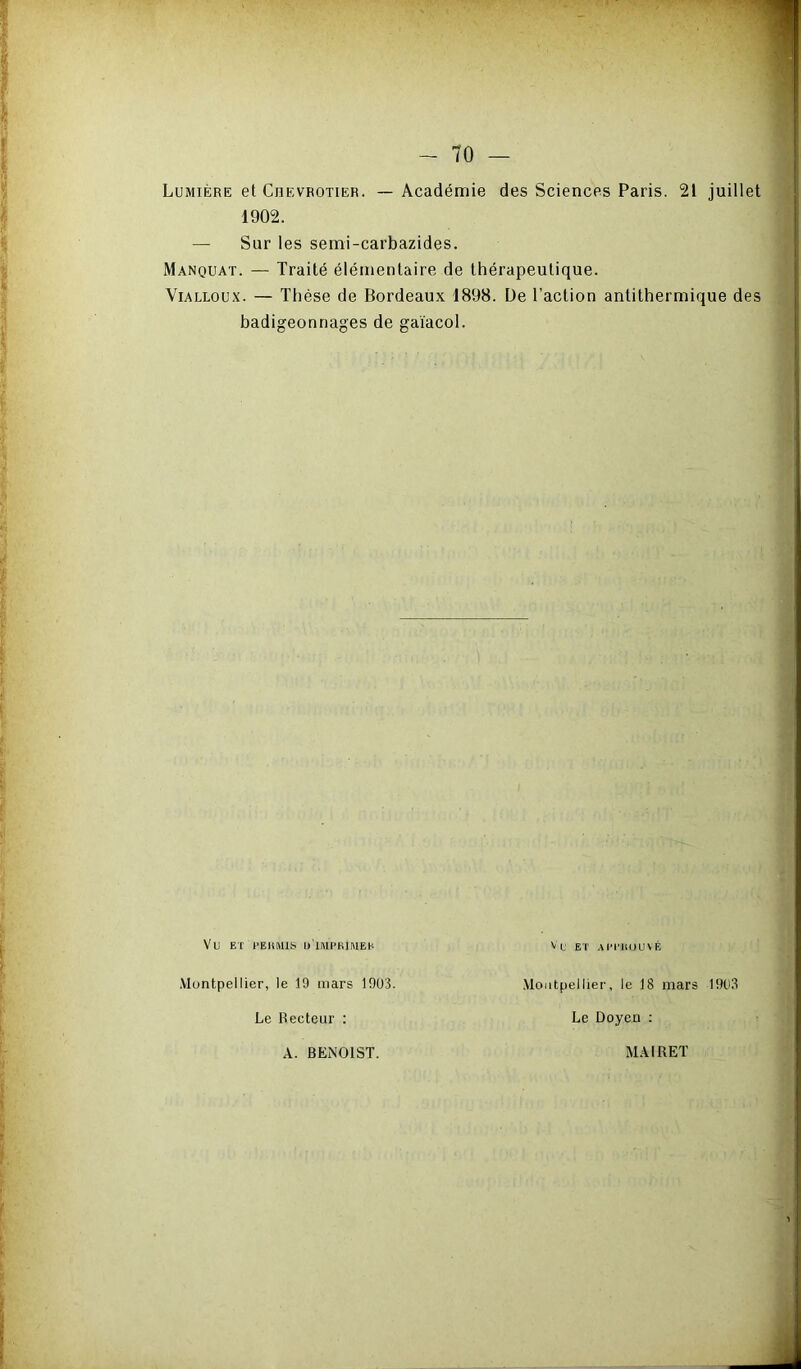 — 70 —
LUMIÈRE et CHEVROTIER. — Académie des Sciences Paris. 21 juillet
1902.
— Sur les semi-carbazides.
MANQUAT. — Traité élémentaire de thérapeutique.
VIALLOUX. — Thèse de Bordeaux 1898. De l'action antithermique des
badigeonnages de gaïacol.
VU ET PERMIS D'IMPRIMER
Montpellier, le 19 mars 1903.
Le Recteur :
A. BENOIST.
VU ET APPROUVÉ
Montpellier, le 18 mars 1903
Le Doyen :
MAIRET